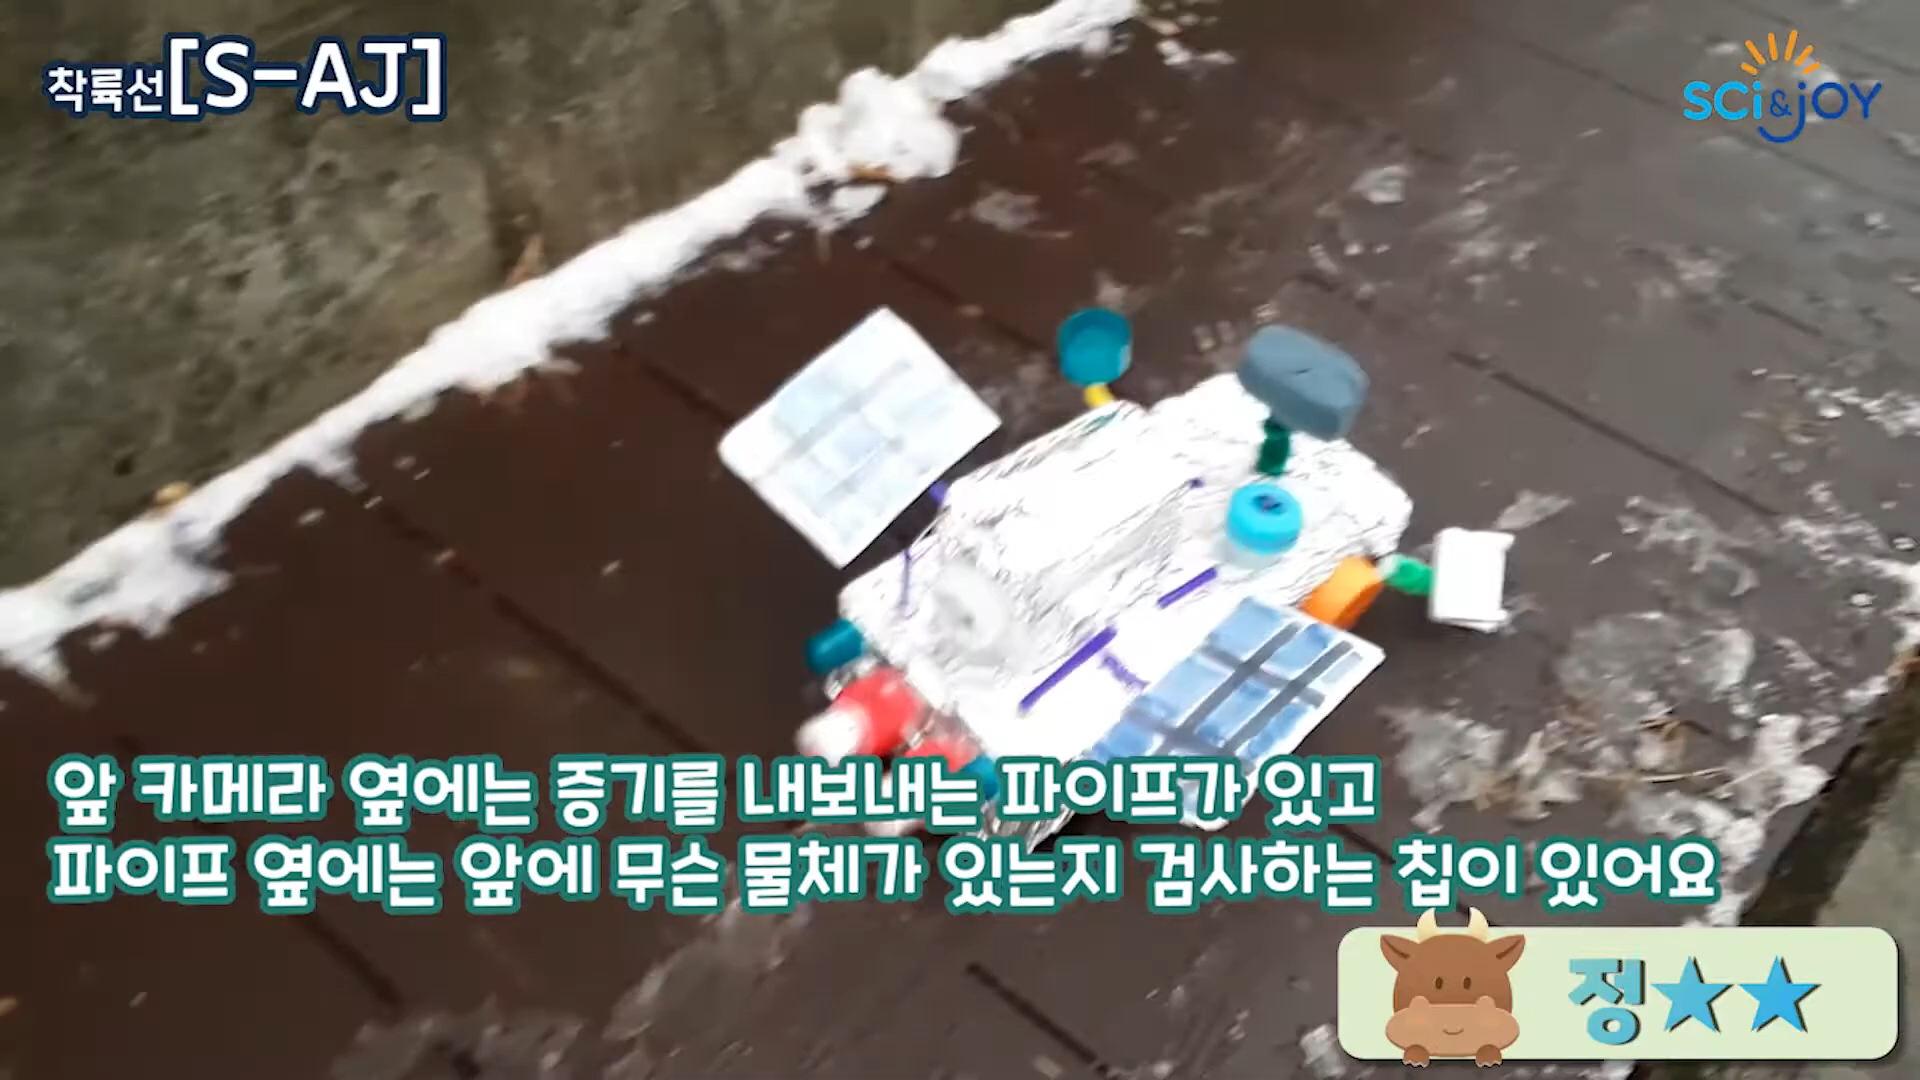 착륙선[S-AJ]
SCi&jOY
앞 카메라 옆에는 증기를 내보내는 파이프가 있고
파이프 옆에는 앞에 무슨 물체가 있는지 검사하는 칩이 있어요
정★★